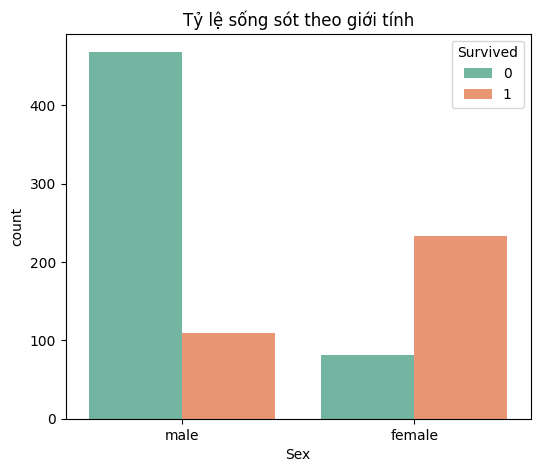 Tỷ lệ sống sót theo giới tính
Survived
0
1
400
300
200
100
0
count
male
female
Sex